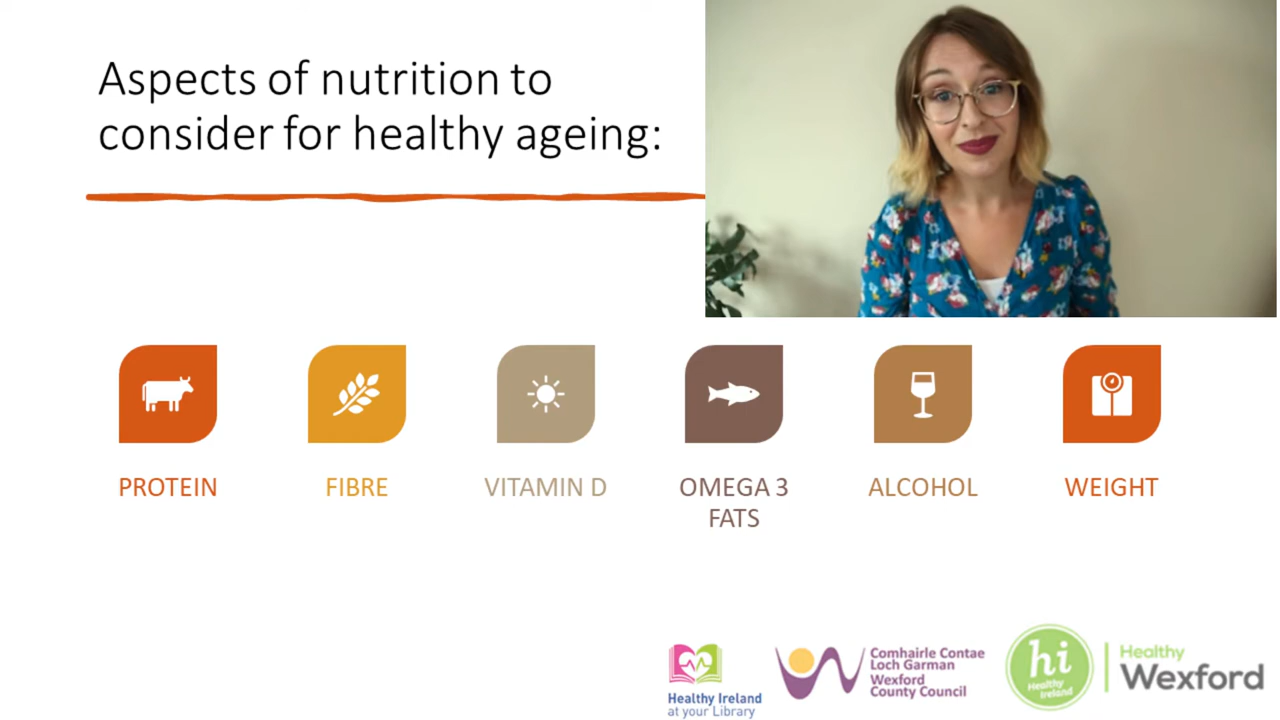 Aspects of nutrition to
consider for healthy ageing:
PROTEIN
FIBRE
VITAMIN D
OMEGA 3
FATS
ALCOHOL
WEIGHT
Healthy Ireland
at your Library
Comhairle Contae
Loch Garman
Wexford
County Council
hi
Healthy
Ireland
Healthy
Wexford